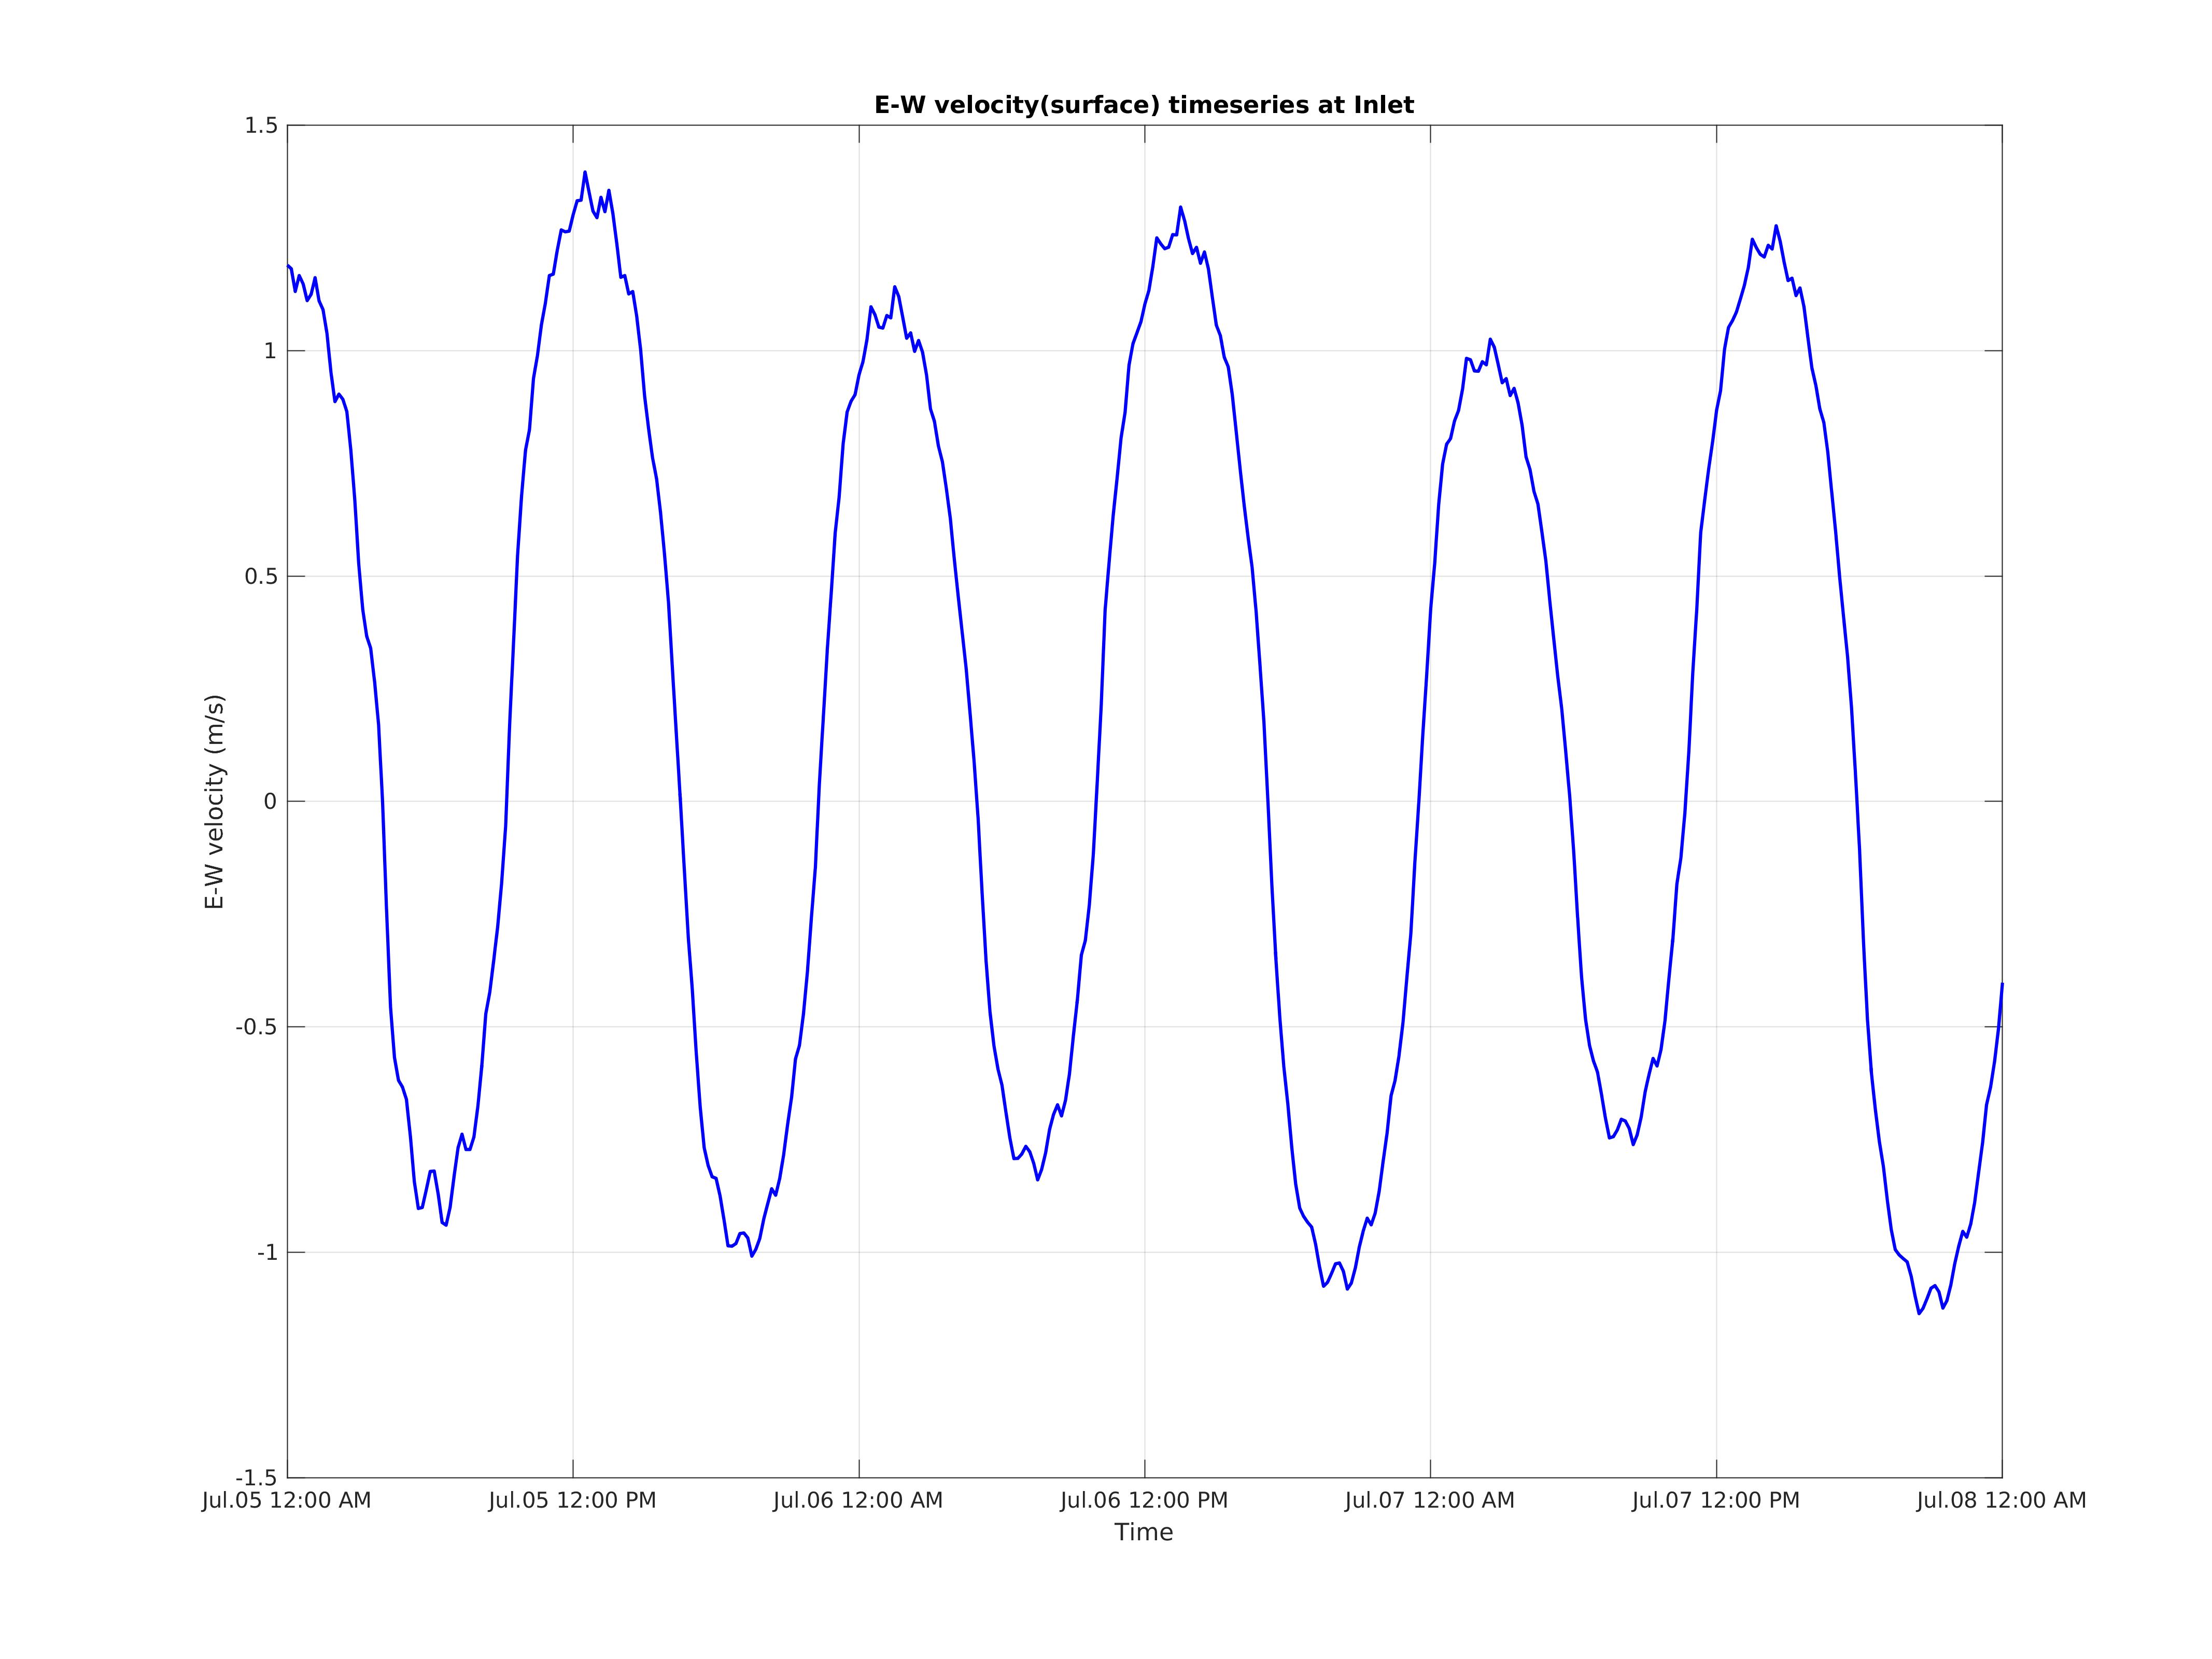 E-W velocity(surface) timeseries at Inlet
1.5
1
0.5
0
-0.5
-1
-1.5
E-W velocity (m/s)
Jul.05 12:00 AM Jul.05 12:00 PM Jul.06 12:00 AM Jul.06 12:00 PM Jul.07 12:00 AM Jul.07 12:00 PM Jul.08 12:00 AM
Time